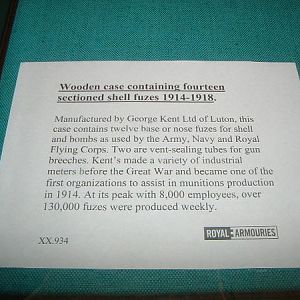 Wooden case containing fourteen
sectioned shell fuzes 1914-1918.
Manufactured by George Kent Ltd of Luton, this
case contains twelve base or nose fuzes for shell
and bombs as used by the Army, Navy and Royal
Flying Corps. Two are vent-sealing tubes for gun
breeches. Kent's made a variety of industrial
meters before the Great War and became one of the
first organizations to assist in munitions production
in 1914. At its peak with 8,000 employees, over
130,000 fuzes were produced weekly.
XX.934
ROYAL ARMOURIES